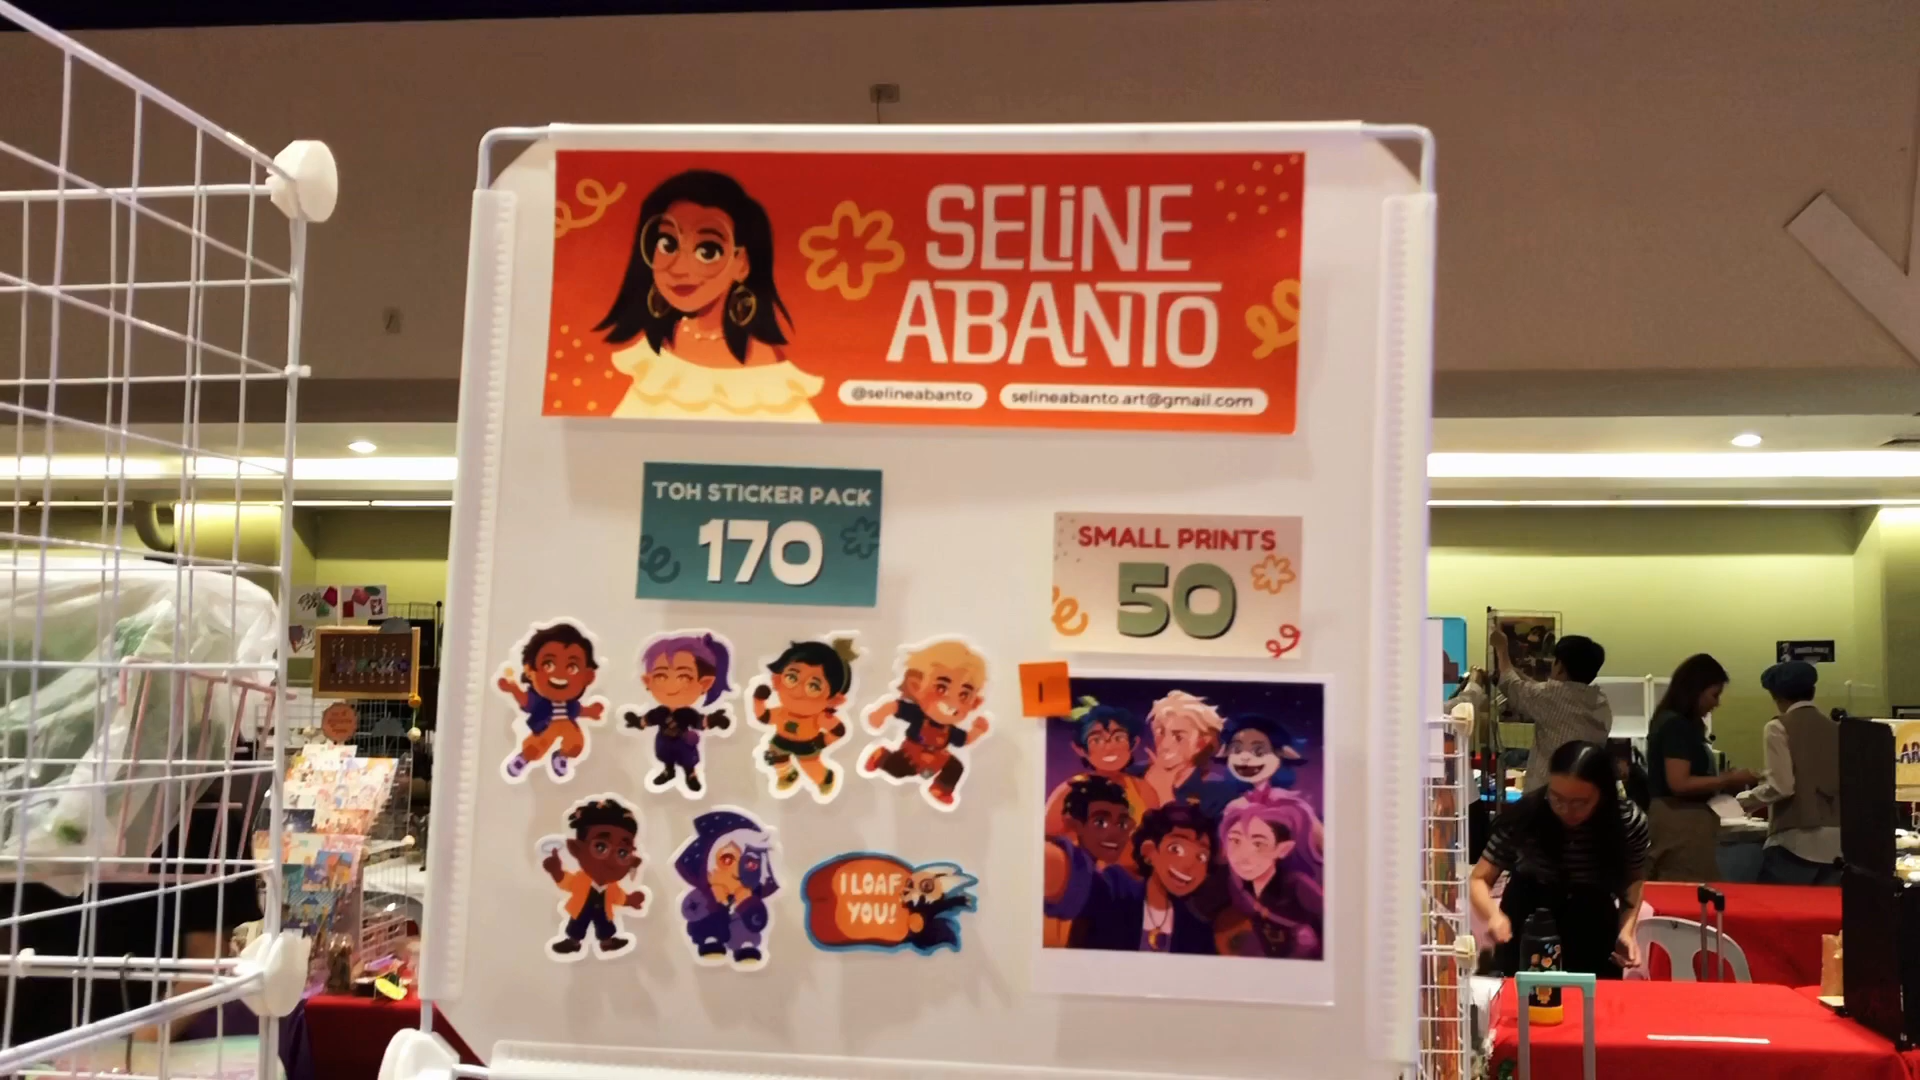 SELiNE
ABANTO
@selineabanto
selineabanto.art@gmail.com
TOH STICKER PACK
170
SMALL PRINTS
50
1
I LOAF
YOU!